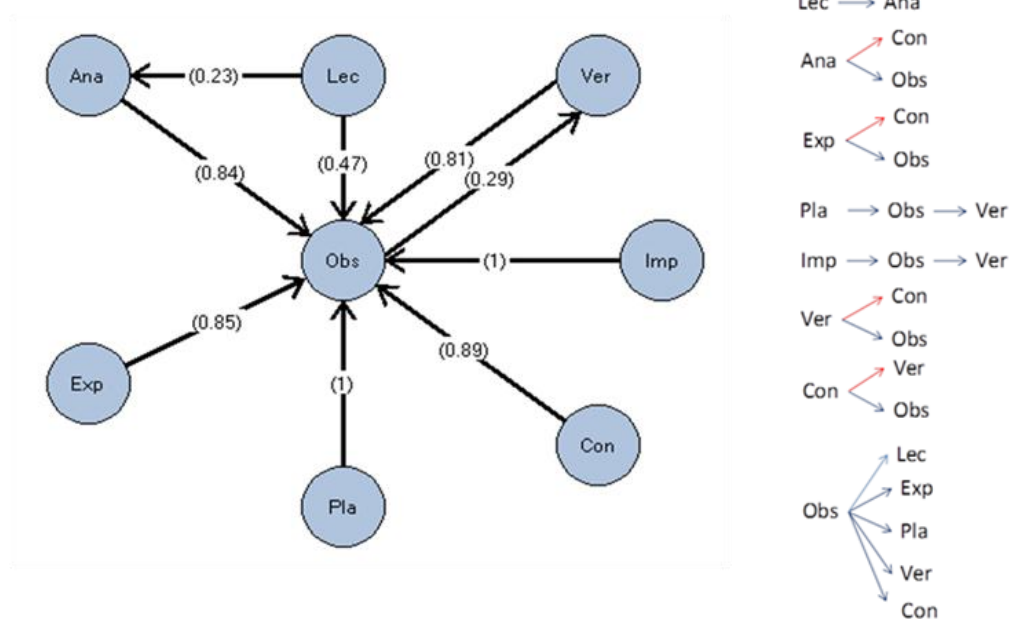 Lec Ana
Ana (0.23) Lec Ver
(0.84) (0.47) (0.81)
(0.29)
Obs (1) Imp
(0.85) (0.89)
Exp (1)
Con
Pla
Con
Ana
Obs
Con
Exp
Obs
Pla Obs Ver
Imp Obs Ver
Con
Ver
Obs
Ver
Con
Obs
Lec
Exp
Obs
Pla
Ver
Con